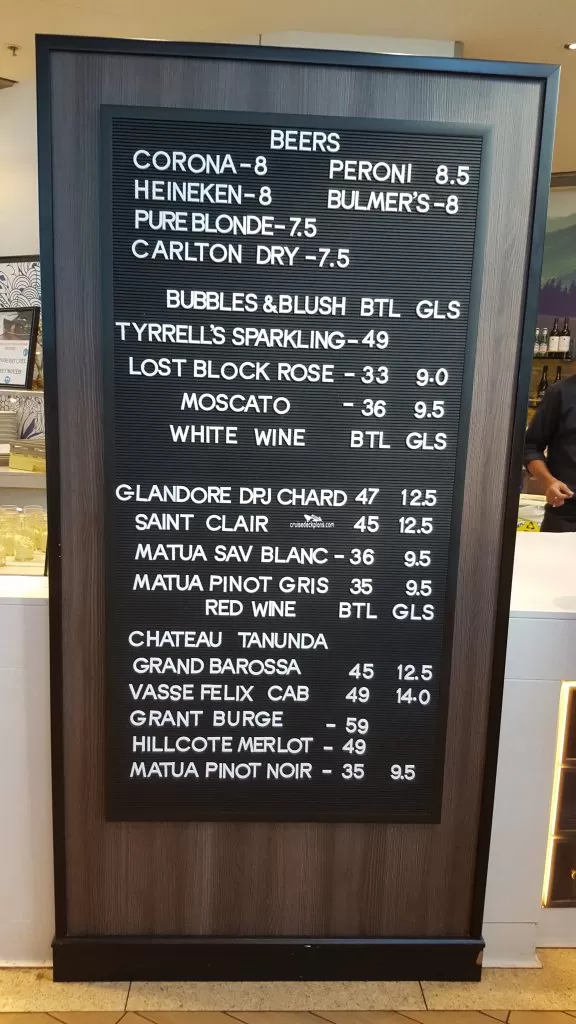 BEERS
CORONA-8 PERONI 8.5
HEINEKEN-8 BULMER'S-8
PURE BLONDE-7.5
CARLTON DRY-7.5
BUBBLES & BLUSH BTL GLS
TYRRELL'S SPARKLING-49
LOST BLOCK ROSE - 33 9.0
MOSCATO - 36 9.5
WHITE WINE BTL GLS
GLANDORE DRJ CHARD 47 12.5
SAINT CLAIR 45 12.5
cruisedeckplans.com
MATUA SAV BLANC - 36 9.5
MATUA PINOT GRIS 35 9.5
RED WINE BTL GLS
CHATEAU TANUNDA
GRAND BAROSSA 45 12.5
VASSE FELIX CAB 49 14.0
GRANT BURGE - 59
HILLCOTE MERLOT - 49
MATUA PINOT NOIR - 35 9.5